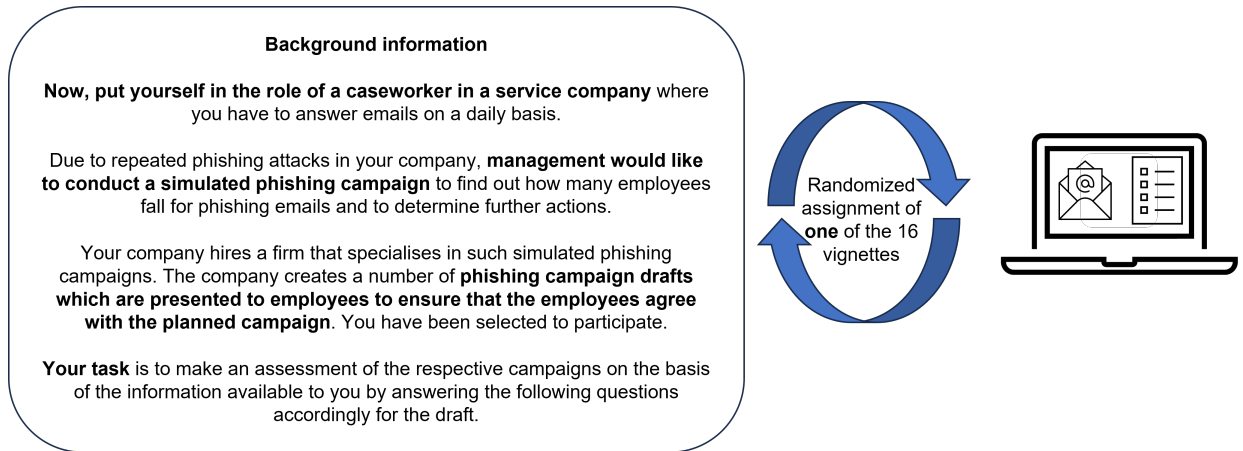 Background information
Now, put yourself in the role of a caseworker in a service company where
you have to answer emails on a daily basis.
Due to repeated phishing attacks in your company, management would like
to conduct a simulated phishing campaign to find out how many employees
fall for phishing emails and to determine further actions.
Your company hires a firm that specialises in such simulated phishing
campaigns. The company creates a number of phishing campaign drafts
which are presented to employees to ensure that the employees agree
with the planned campaign. You have been selected to participate.
Your task is to make an assessment of the respective campaigns on the basis
of the information available to you by answering the following questions
accordingly for the draft.
Randomized
assignment of
one of the 16
vignettes
@